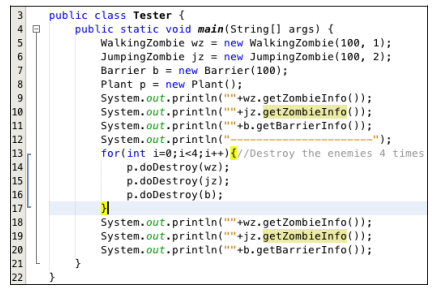 3 public class Tester {
4 public static void main(String[] args) {
5 WalkingZombie wz = new WalkingZombie(100, 1);
6 JumpingZombie jz = new JumpingZombie(100, 2);
7 Barrier b = new Barrier(100);
8 Plant p = new Plant();
9 System.out.println(""+wz.getZombieInfo());
10 System.out.println(""+jz.getZombieInfo());
11 System.out.println(""+b.getBarrierInfo());
12 System.out.println("---------------------");
13 for(int i=0;i<4;i++){//Destroy the enemies 4 times
14 p.doDestroy(wz);
15 p.doDestroy(jz);
16 p.doDestroy(b);
17 }
18 System.out.println(""+wz.getZombieInfo());
19 System.out.println(""+jz.getZombieInfo());
20 System.out.println(""+b.getBarrierInfo());
21 }
22 }